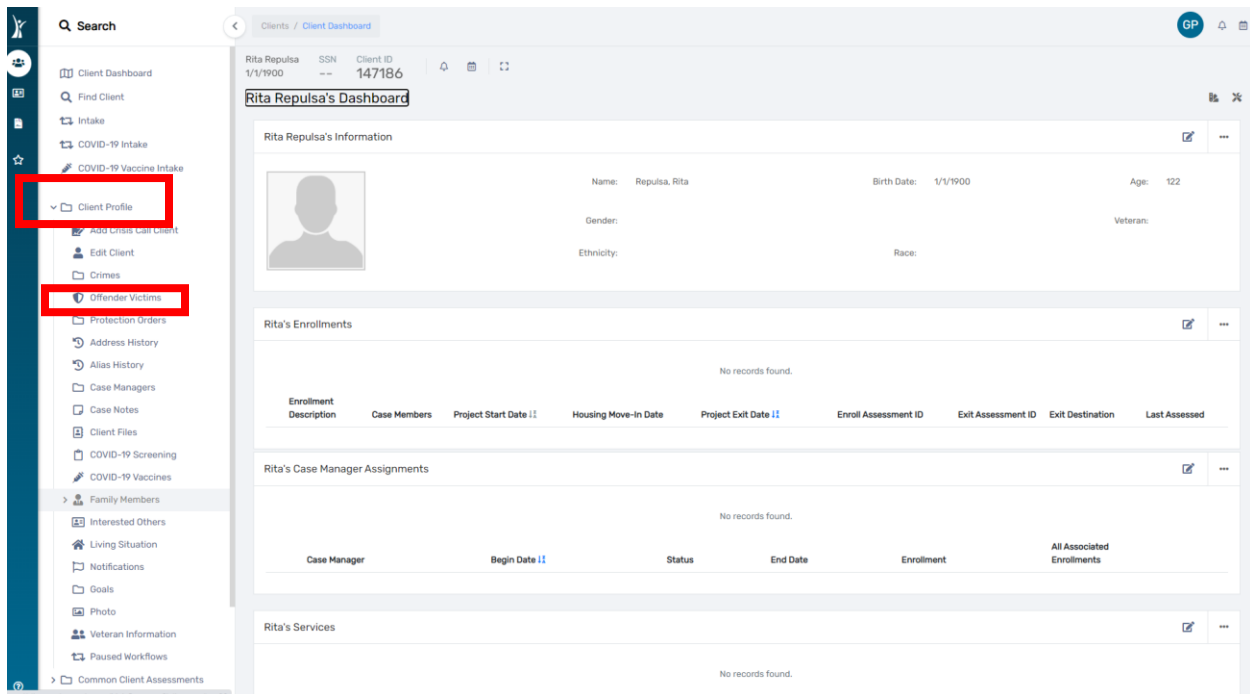 Search
Clients / Client Dashboard
GP
Client Dashboard
Find Client
Intake
COVID-19 Intake
COVID-19 Vaccine Intake
Client Profile
Add Crisis Call Client
Edit Client
Crimes
Offender Victims
Protection Orders
Address History
Alias History
Case Managers
Case Notes
Client Files
COVID-19 Screening
COVID-19 Vaccines
Family Members
Interested Others
Living Situation
Notifications
Goals
Photo
Veteran Information
Paused Workflows
Common Client Assessments
Rita Repulsa SSN Client ID
1/1/1900 -- 147186
Rita Repulsa's Dashboard
Rita Repulsa's Information
Name: Repulsa, Rita Birth Date: 1/1/1900 Age: 122
Gender: Veteran:
Ethnicity: Race:
Rita's Enrollments
No records found.
Enrollment
Description Case Members Project Start Date Housing Move-In Date Project Exit Date Enroll Assessment ID Exit Assessment ID Exit Destination Last Assessed
Rita's Case Manager Assignments
No records found.
All Associated
Case Manager Begin Date Status End Date Enrollment Enrollments
Rita's Services
No records found.